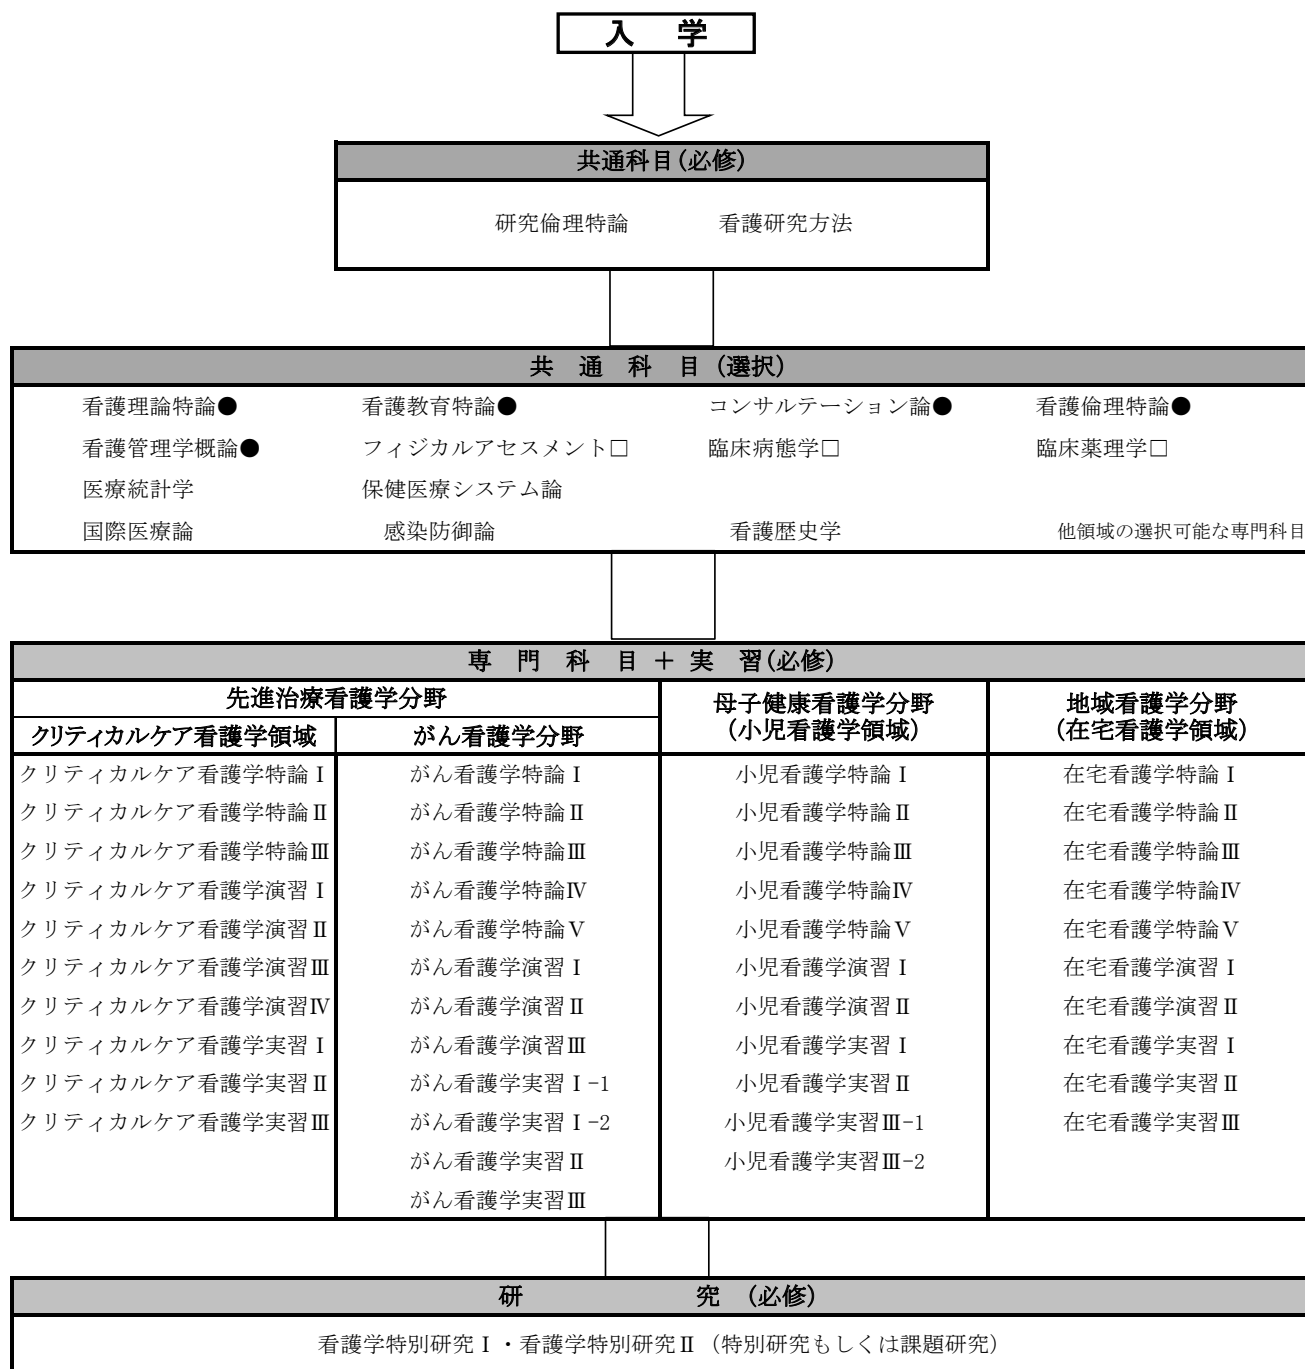 入　学
共通科目(必修)
研究倫理特論　看護研究方法
共　通　科　目 (選択)
看護理論特論●　看護教育特論●　コンサルテーション論●　看護倫理特論●
看護管理学概論●　フィジカルアセスメント□　臨床病態学□　臨床薬理学□
医療統計学　保健医療システム論
国際医療論　感染防御論　看護歴史学　他領域の選択可能な専門科目
専　門　科　目 ＋ 実　習(必修)
先進治療看護学分野　母子健康看護学分野　地域看護学分野
(小児看護学領域)　(在宅看護学領域)
クリティカルケア看護学領域　がん看護学分野
クリティカルケア看護学特論Ⅰ　がん看護学特論Ⅰ　小児看護学特論Ⅰ　在宅看護学特論Ⅰ
クリティカルケア看護学特論Ⅱ　がん看護学特論Ⅱ　小児看護学特論Ⅱ　在宅看護学特論Ⅱ
クリティカルケア看護学特論Ⅲ　がん看護学特論Ⅲ　小児看護学特論Ⅲ　在宅看護学特論Ⅲ
クリティカルケア看護学演習Ⅰ　がん看護学特論Ⅳ　小児看護学特論Ⅳ　在宅看護学特論Ⅳ
クリティカルケア看護学演習Ⅱ　がん看護学特論Ⅴ　小児看護学特論Ⅴ　在宅看護学特論Ⅴ
クリティカルケア看護学演習Ⅲ　がん看護学演習Ⅰ　小児看護学演習Ⅰ　在宅看護学演習Ⅰ
クリティカルケア看護学演習Ⅳ　がん看護学演習Ⅱ　小児看護学演習Ⅱ　在宅看護学演習Ⅱ
クリティカルケア看護学実習Ⅰ　がん看護学演習Ⅲ　小児看護学実習Ⅰ　在宅看護学実習Ⅰ
クリティカルケア看護学実習Ⅱ　がん看護学実習Ⅰ-1　小児看護学実習Ⅱ　在宅看護学実習Ⅱ
クリティカルケア看護学実習Ⅲ　がん看護学実習Ⅰ-2　小児看護学実習Ⅲ-1　在宅看護学実習Ⅲ
がん看護学実習Ⅱ　小児看護学実習Ⅲ-2
がん看護学実習Ⅲ
研　究　(必修)
看護学特別研究Ⅰ・看護学特別研究Ⅱ（特別研究もしくは課題研究）